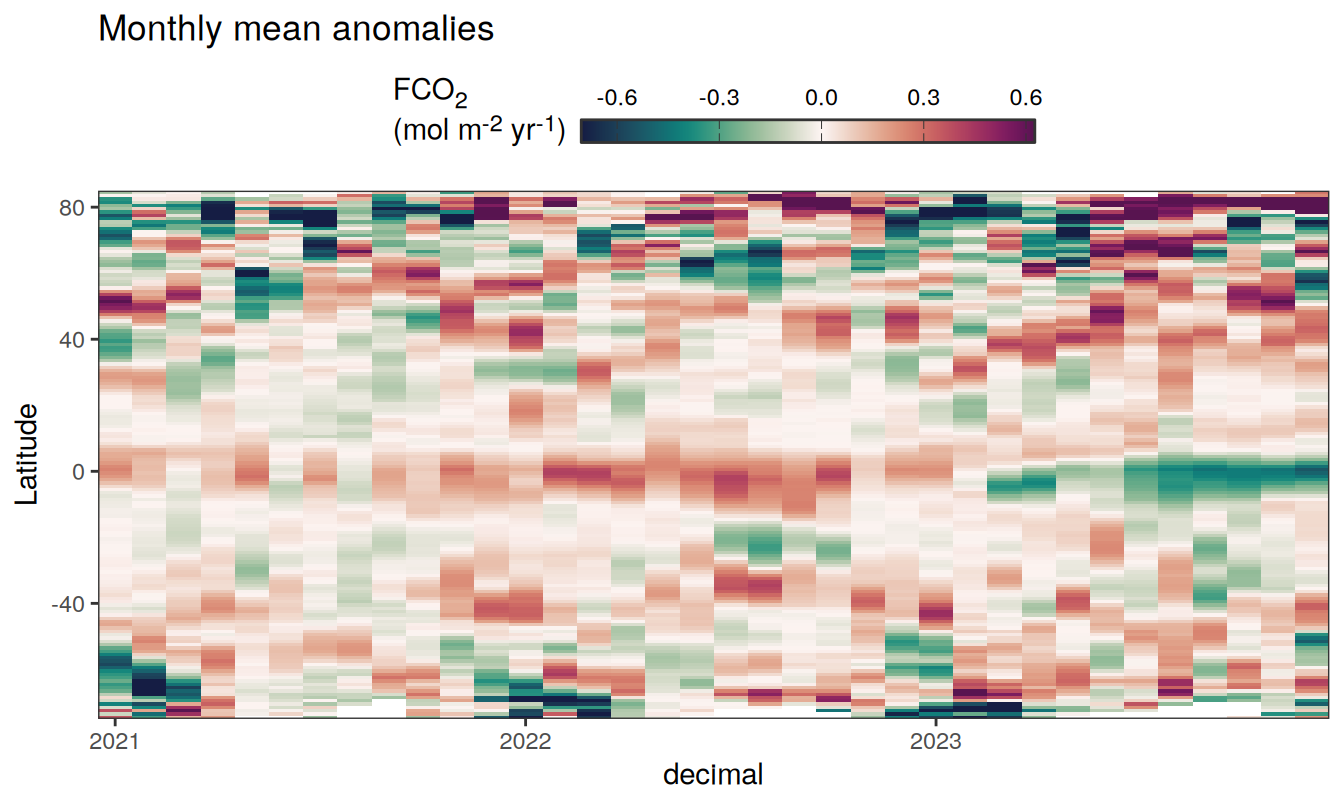 Monthly mean anomalies
FCO₂
(mol m⁻² yr⁻¹)
-0.6 -0.3 0.0 0.3 0.6
80
40
0
-40
Latitude
2021 2022 2023
decimal